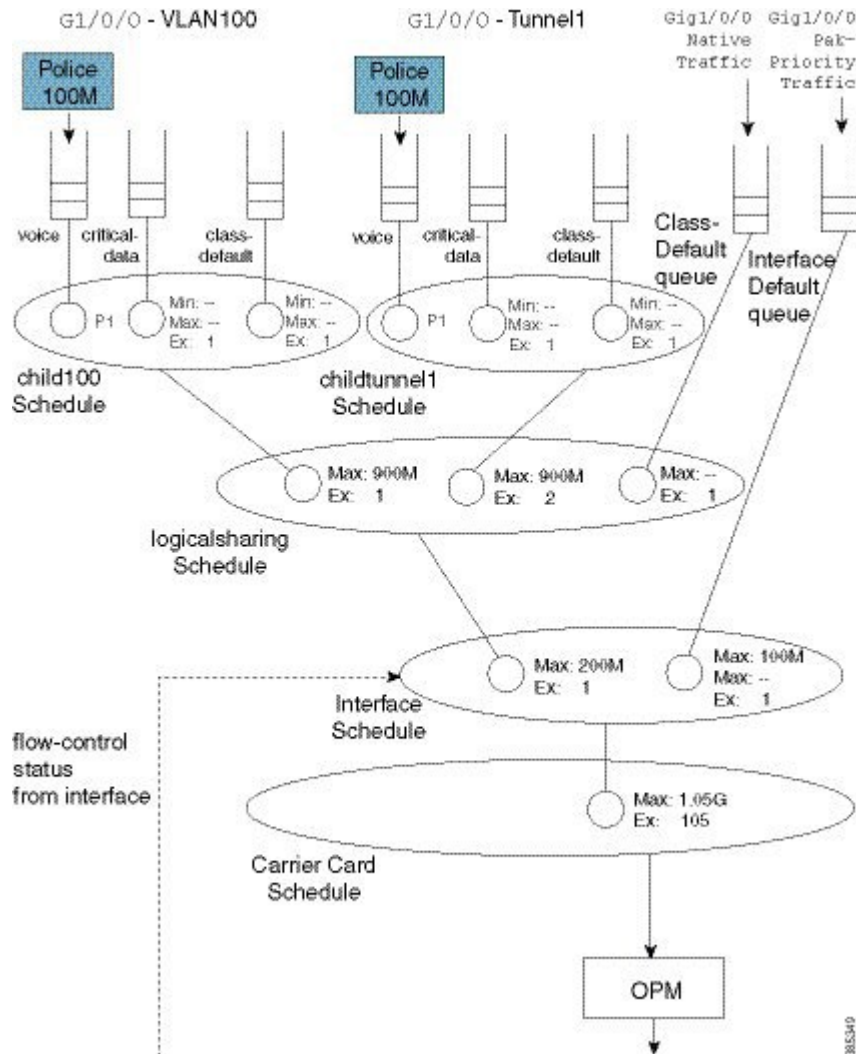 G1/0/0 - VLAN100
G1/0/0 - Tunnel1
Gig1/0/0
Native
Traffic
Gig1/0/0
Pak-
Priority
Traffic
Police
100M
Police
100M
voice
critical-
data
class-
default
voice
critical-
data
class-
default
Class-
Default
queue
Interface
Default
queue
P1
Min: --
Max: --
Ex: 1
Min: --
Max: --
Ex: 1
P1
Min: --
Max: --
Ex: 1
Min: --
Max: --
Ex: 1
child100
Schedule
childtunnel1
Schedule
Max: 900M
Ex: 1
Max: 900M
Ex: 2
Max: --
Ex: 1
logicalsharing
Schedule
Max: 200M
Ex: 1
Max: 100M
Max: --
Ex: 1
Interface
Schedule
flow-control
status
from interface
Max: 1.05G
Ex: 105
Carrier Card
Schedule
OPM